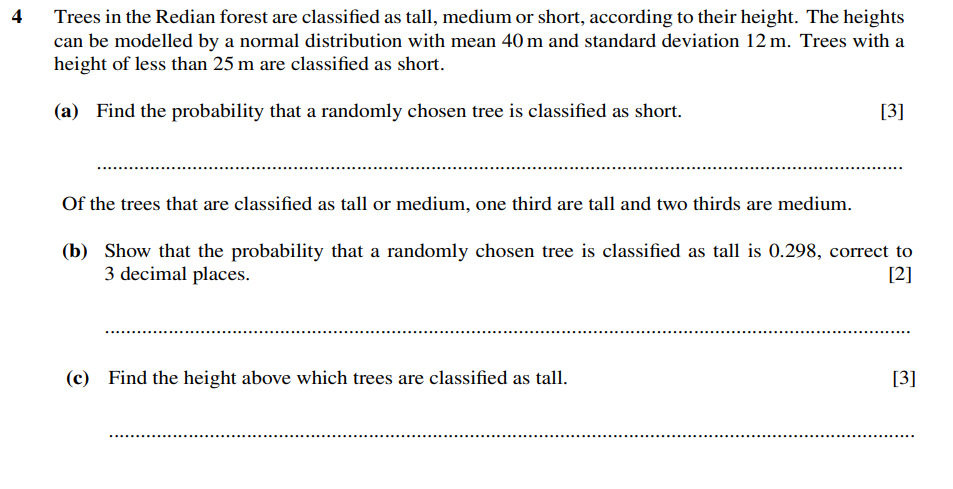 4 Trees in the Redian forest are classified as tall, medium or short, according to their height. The heights
can be modelled by a normal distribution with mean 40 m and standard deviation 12 m. Trees with a
height of less than 25 m are classified as short.
(a) Find the probability that a randomly chosen tree is classified as short. [3]
Of the trees that are classified as tall or medium, one third are tall and two thirds are medium.
(b) Show that the probability that a randomly chosen tree is classified as tall is 0.298, correct to
3 decimal places. [2]
(c) Find the height above which trees are classified as tall. [3]